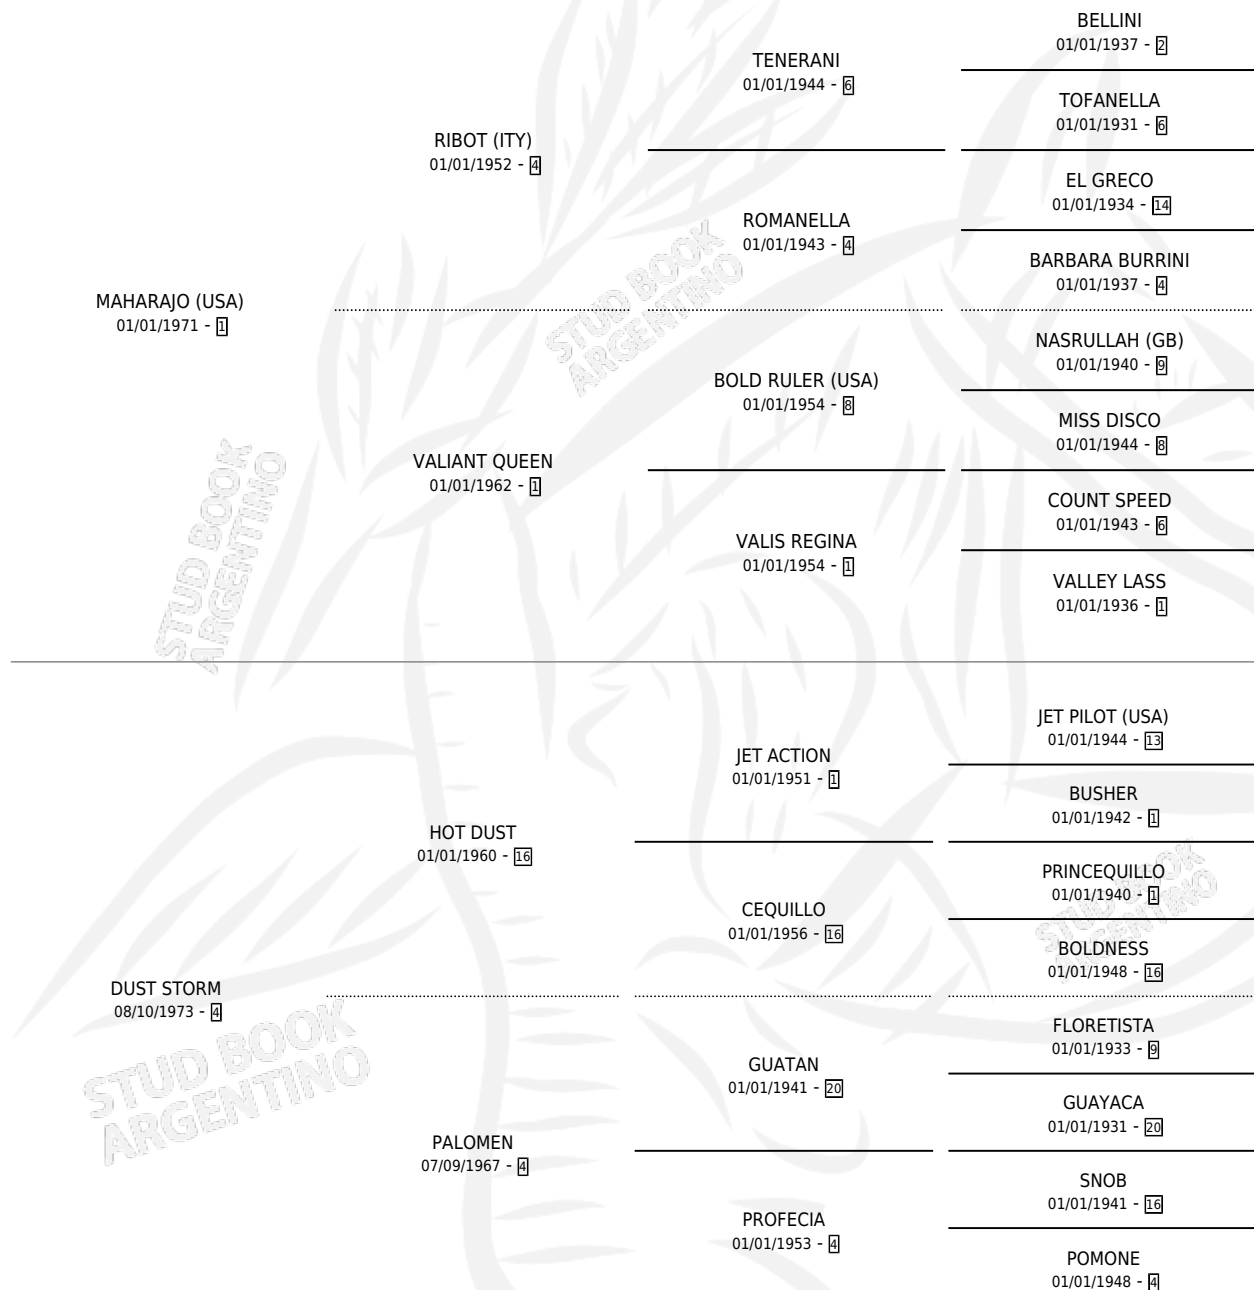 BELLINI
01/01/1937 - 2
TENERANI
01/01/1944 - 6
TOFANELLA
01/01/1931 - 6
RIBOT (ITY)
01/01/1952 - 4
EL GRECO
01/01/1934 - 14
ROMANELLA
01/01/1943 - 4
BARBARA BURRINI
01/01/1937 - 4
MAHARAJO (USA)
01/01/1971 - 1
STUD BOOK
ARGENTINO
NASRULLAH (GB)
01/01/1940 - 9
BOLD RULER (USA)
01/01/1954 - 8
MISS DISCO
01/01/1944 - 8
VALIANT QUEEN
01/01/1962 - 1
COUNT SPEED
01/01/1943 - 6
VALIS REGINA
01/01/1954 - 1
VALLEY LASS
01/01/1936 - 1
STUD BOOK
ARGENTINO
JET PILOT (USA)
01/01/1944 - 13
JET ACTION
01/01/1951 - 1
BUSHER
01/01/1942 - 1
HOT DUST
01/01/1960 - 16
PRINCEQUILLO
01/01/1940 - 1
CEQUILLO
01/01/1956 - 16
STUD BOOK
ARGENTINO
BOLDNESS
01/01/1948 - 16
DUST STORM
08/10/1973 - 4
STUD BOOK
ARGENTINO
FLORETISTA
01/01/1933 - 9
GUATAN
01/01/1941 - 20
GUAYACA
01/01/1931 - 20
PALOMEN
07/09/1967 - 4
SNOB
01/01/1941 - 16
PROFECIA
01/01/1953 - 4
POMONE
01/01/1948 - 4